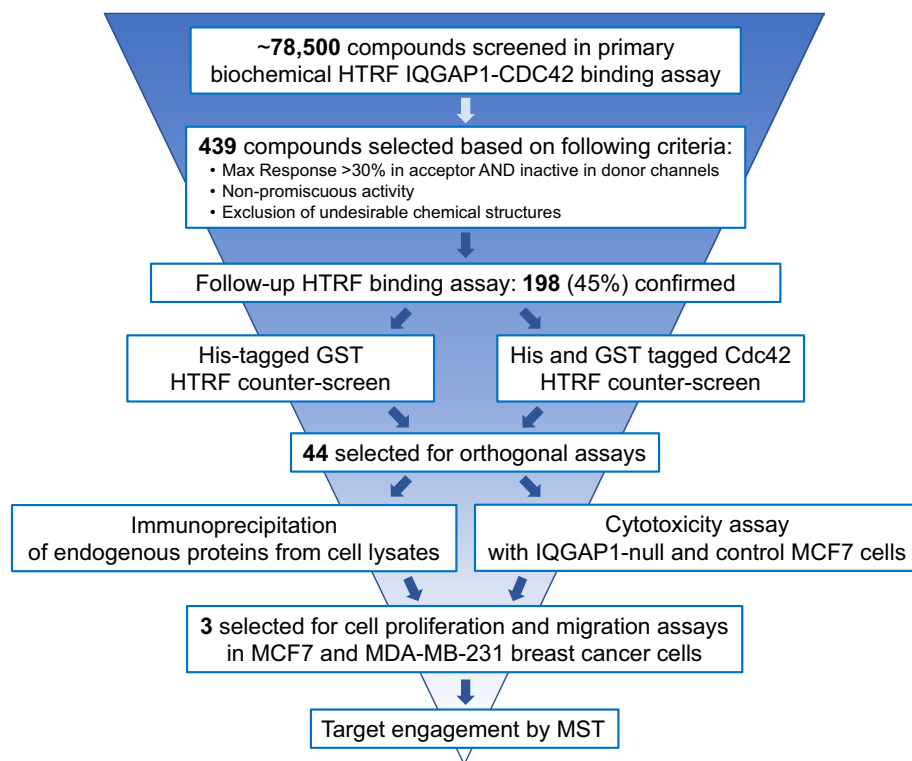 ~78,500 compounds screened in primary
biochemical HTRF IQGAP1-CDC42 binding assay
439 compounds selected based on following criteria:
• Max Response >30% in acceptor AND inactive in donor channels
• Non-promiscuous activity
• Exclusion of undesirable chemical structures
Follow-up HTRF binding assay: 198 (45%) confirmed
His-tagged GST
HTRF counter-screen
His and GST tagged Cdc42
HTRF counter-screen
44 selected for orthogonal assays
Immunoprecipitation
of endogenous proteins from cell lysates
Cytotoxicity assay
with IQGAP1-null and control MCF7 cells
3 selected for cell proliferation and migration assays
in MCF7 and MDA-MB-231 breast cancer cells
Target engagement by MST